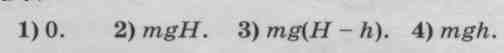 1) 0. 2) mgH. 3) mg(H – h). 4) mgh.